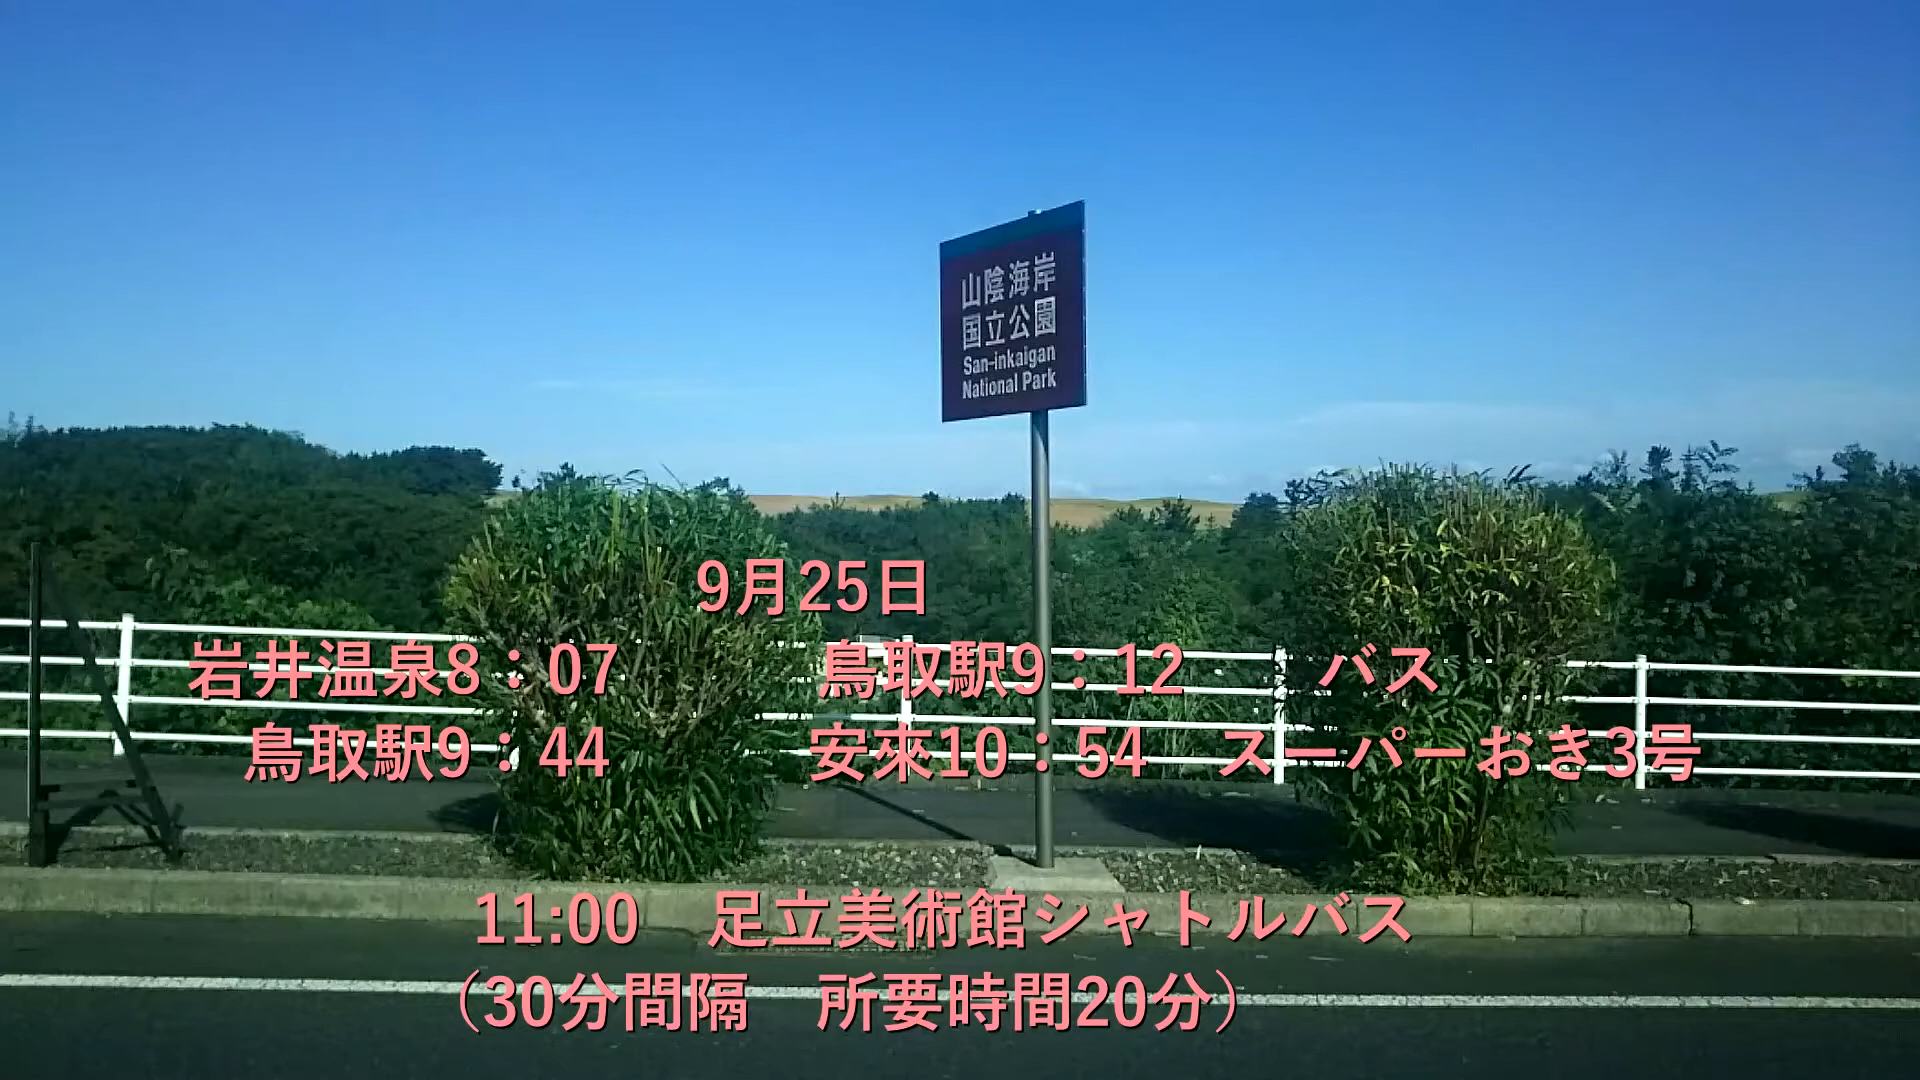 山陰海岸
国立公園
San-inkaigan
National Park
9月25日
岩井温泉8：07　鳥取駅9：12　バス
鳥取駅9：44　安來10：54　スーパーおき3号
11:00　足立美術館シャトルバス
（30分間隔　所要時間20分）